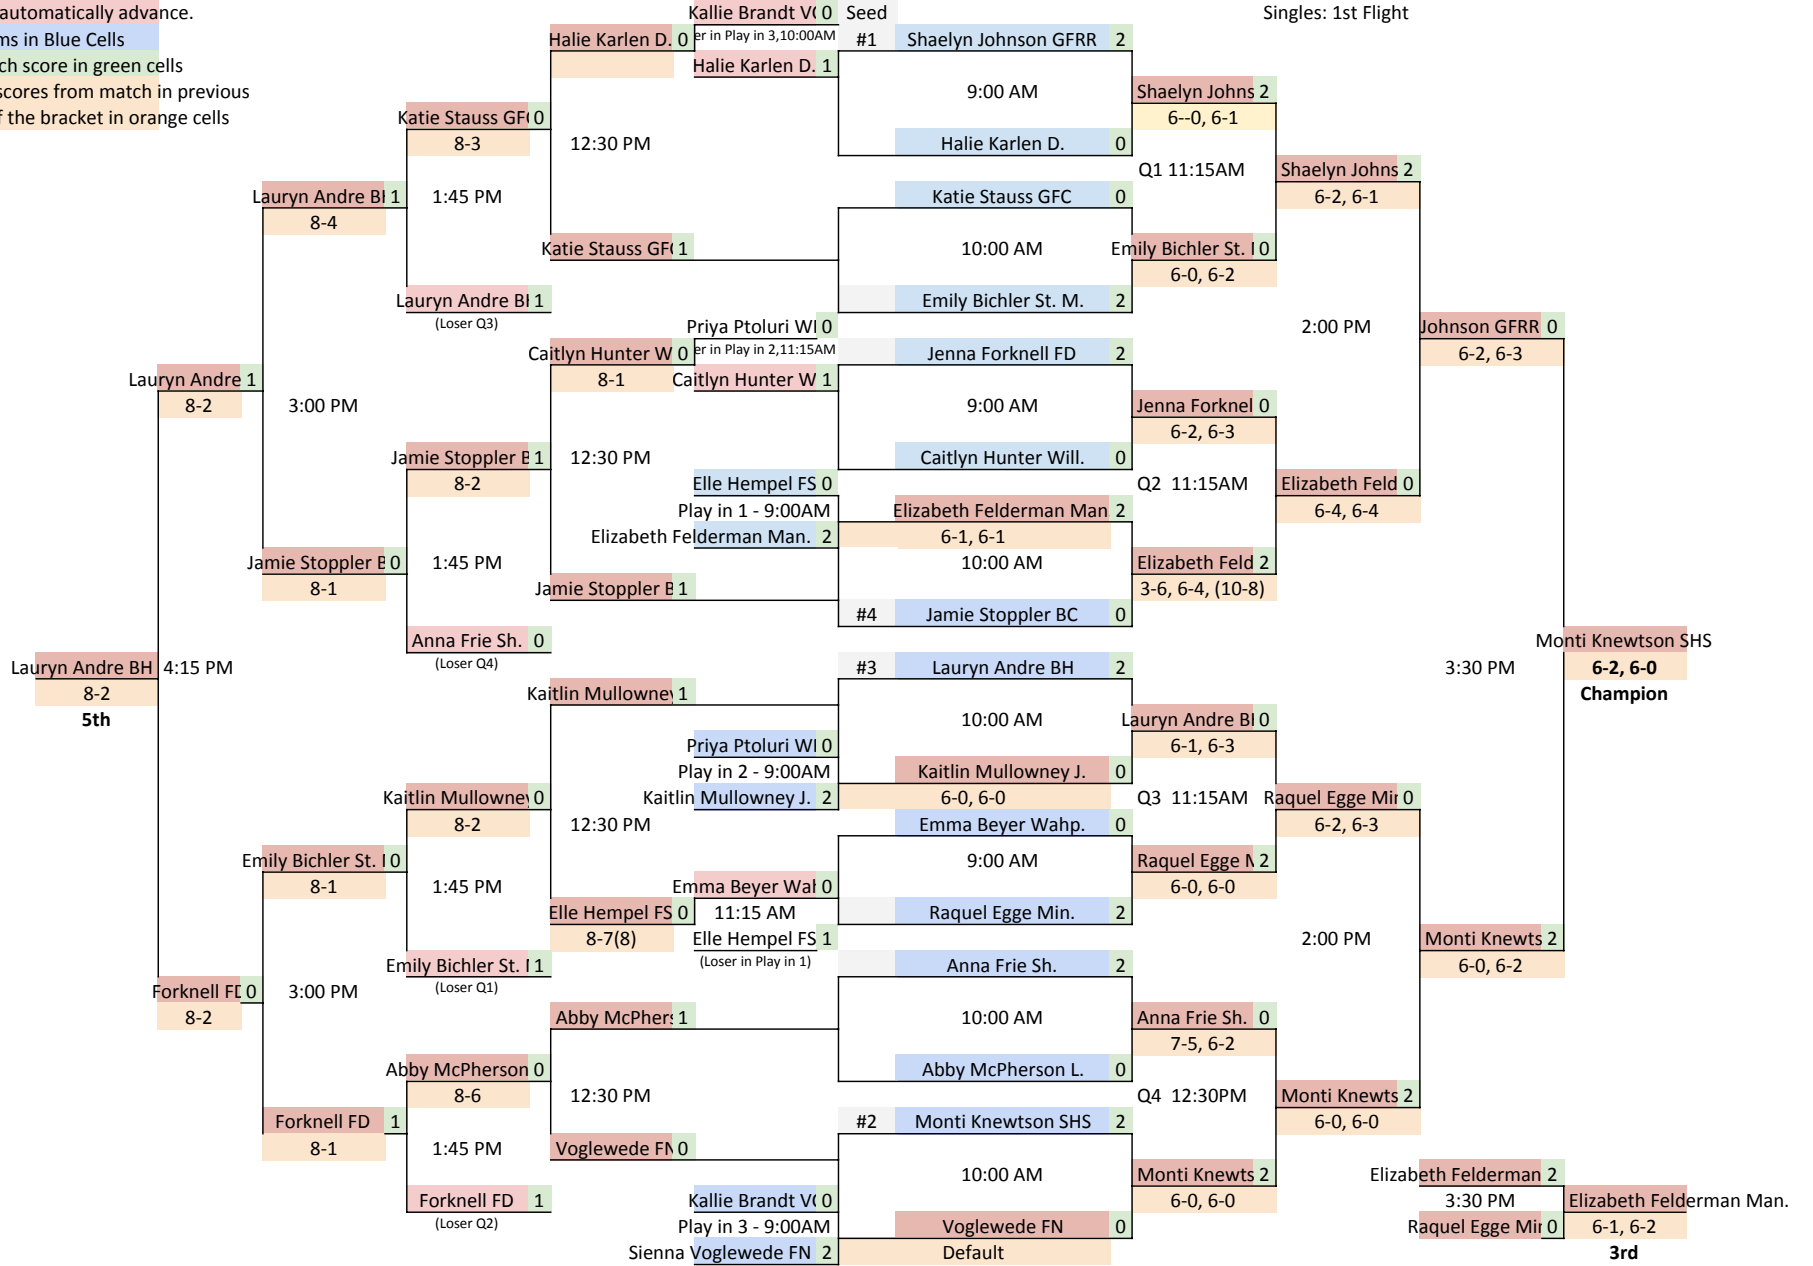 automatically advance.
ms in Blue Cells
ch score in green cells
scores from match in previous
f the bracket in orange cells
Singles: 1st Flight
Lauryn Andre BH
8-2
5th
4:15 PM
Lauryn Andre 1
8-2
Forknell FD 0
8-2
Lauryn Andre BH 1
8-4
3:00 PM
Jamie Stoppler B 0
8-1
Emily Bichler St. 0
8-1
3:00 PM
Forknell FD 1
8-1
Katie Stauss GFC 0
8-3
1:45 PM
Lauryn Andre BH 1
(Loser Q3)
Jamie Stoppler B 1
8-2
1:45 PM
Anna Frie Sh. 0
(Loser Q4)
Kaitlin Mullowney 0
8-2
1:45 PM
Emily Bichler St. 1
(Loser Q1)
Abby McPherson 0
8-6
1:45 PM
Forknell FD 1
(Loser Q2)
Halie Karlen D. 0
12:30 PM
Katie Stauss GFC 1
Caitlyn Hunter W 0
8-1
12:30 PM
Jamie Stoppler B 1
Kaitlin Mullowney 1
12:30 PM
Elle Hempel FS 0
8-7(8)
Abby McPhers 1
12:30 PM
Voglewede FN 0
Kallie Brandt V 0
er in Play in 3,10:00AM
Halie Karlen D. 1
Priya Ptoluri W 0
er in Play in 2,11:15AM
Caitlyn Hunter W 1
Elle Hempel FS 0
Play in 1 - 9:00AM
Elizabeth Felderman Man. 2
Priya Ptoluri W 0
Play in 2 - 9:00AM
Kaitlin Mullowney J. 2
Emma Beyer Wah 0
11:15 AM
Elle Hempel FS 1
(Loser in Play in 1)
Kallie Brandt V 0
Play in 3 - 9:00AM
Sienna Voglewede FN 2
Seed
#1 Shaelyn Johnson GFRR 2
9:00 AM
Halie Karlen D. 0
Katie Stauss GFC 0
10:00 AM
Emily Bichler St. M. 2
Jenna Forknell FD 2
9:00 AM
Caitlyn Hunter Will. 0
Elizabeth Felderman Man 2
6-1, 6-1
10:00 AM
#4 Jamie Stoppler BC 0
#3 Lauryn Andre BH 2
10:00 AM
Kaitlin Mullowney J. 0
6-0, 6-0
Emma Beyer Wahp. 0
9:00 AM
Raquel Egge Min. 2
Anna Frie Sh. 2
10:00 AM
Abby McPherson L. 0
#2 Monti Knewtson SHS 2
10:00 AM
Voglewede FN 0
Default
Shaelyn Johns 2
6--0, 6-1
Q1 11:15AM
Emily Bichler St. 0
6-0, 6-2
Jenna Forknel 0
6-2, 6-3
Q2 11:15AM
Elizabeth Feld 2
3-6, 6-4, (10-8)
Lauryn Andre B 0
6-1, 6-3
Q3 11:15AM
Raquel Egge M 2
6-0, 6-0
Anna Frie Sh. 0
7-5, 6-2
Q4 12:30PM
Monti Knewts 2
6-0, 6-0
Shaelyn Johns 2
6-2, 6-1
2:00 PM
Elizabeth Feld 0
6-4, 6-4
Raquel Egge Min 0
6-2, 6-3
2:00 PM
Monti Knewts 2
6-0, 6-0
Johnson GFRR 0
6-2, 6-3
3:30 PM
Monti Knewts 2
6-0, 6-2
Monti Knewtson SHS
6-2, 6-0
Champion
Elizabeth Felderman 2
3:30 PM
Raquel Egge Min 0
Elizabeth Felderman Man.
6-1, 6-2
3rd